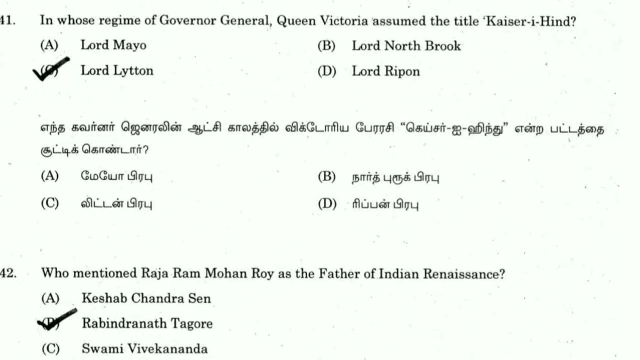 41. In whose regime of Governor General, Queen Victoria assumed the title ‘Kaiser-i-Hind?
(A) Lord Mayo (B) Lord North Brook
(C) Lord Lytton (D) Lord Ripon
எந்த கவர்னர் ஜெனரலின் ஆட்சி காலத்தில் விக்டோரிய பேரரசி “கெய்சர்-ஐ-ஹிந்து” என்ற பட்டத்தை
சூட்டிக் கொண்டார்?
(A) மேயோ பிரபு (B) நார்த் புரூக் பிரபு
(C) லிட்டன் பிரபு (D) ரிப்பன் பிரபு
42. Who mentioned Raja Ram Mohan Roy as the Father of Indian Renaissance?
(A) Keshab Chandra Sen
(B) Rabindranath Tagore
(C) Swami Vivekananda